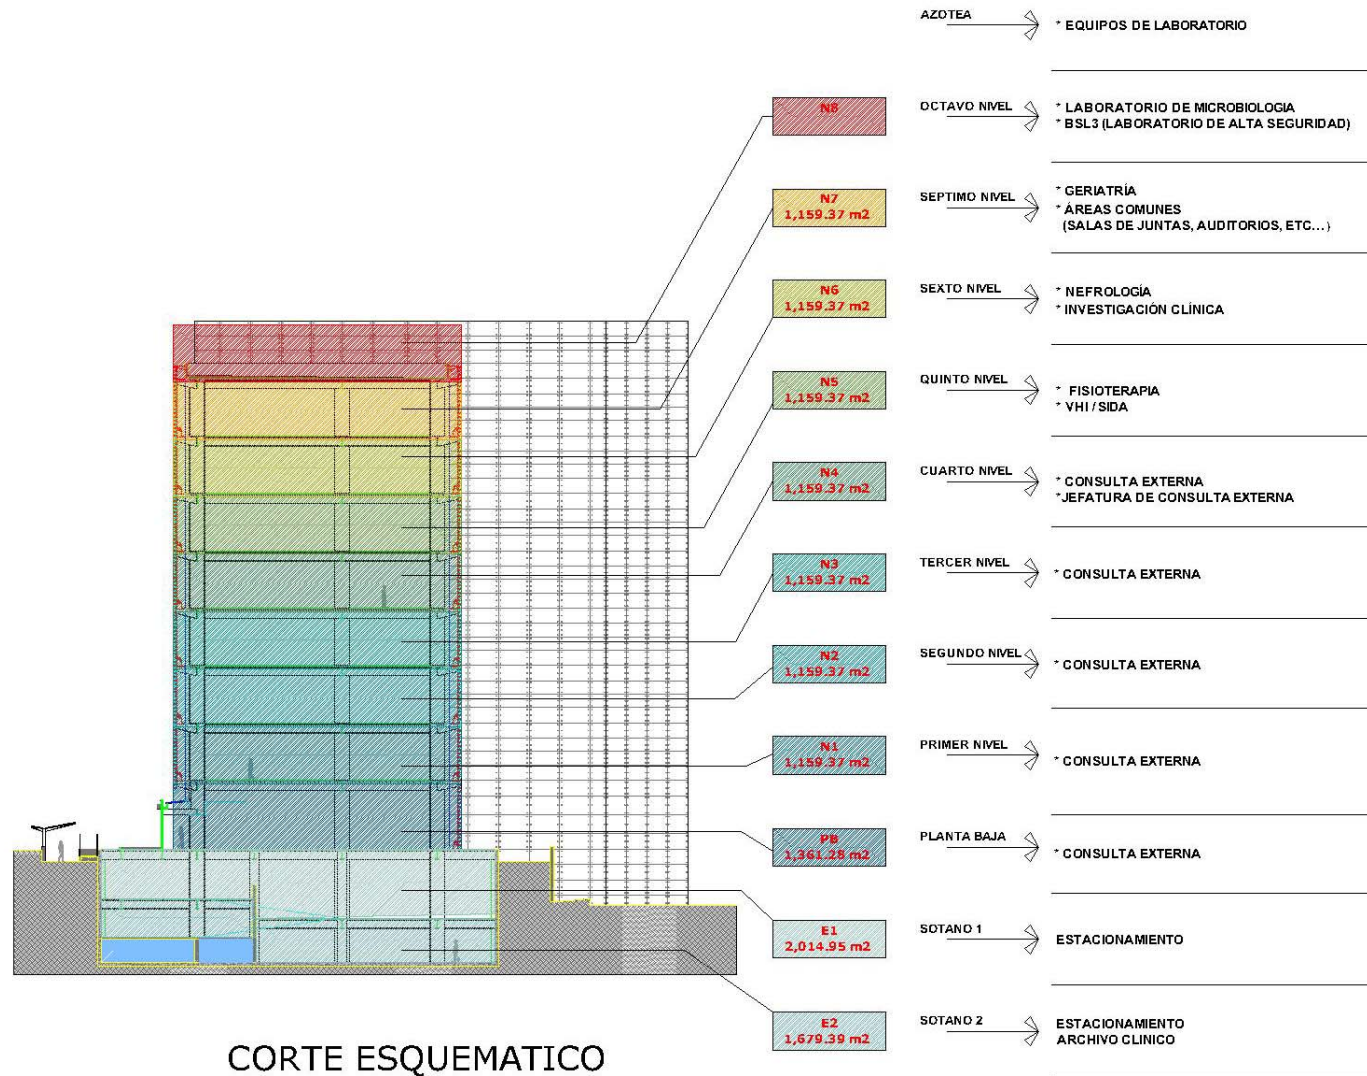 AZOTEA
* EQUIPOS DE LABORATORIO
N8
OCTAVO NIVEL
* LABORATORIO DE MICROBIOLOGIA
* BSL3 (LABORATORIO DE ALTA SEGURIDAD)
N7
1,159.37 m2
SEPTIMO NIVEL
* GERIATRÍA
* ÁREAS COMUNES
(SALAS DE JUNTAS, AUDITORIOS, ETC...)
N6
1,159.37 m2
SEXTO NIVEL
* NEFROLOGÍA
* INVESTIGACIÓN CLÍNICA
N5
1,159.37 m2
QUINTO NIVEL
* FISIOTERAPIA
* VHI / SIDA
N4
1,159.37 m2
CUARTO NIVEL
* CONSULTA EXTERNA
*JEFATURA DE CONSULTA EXTERNA
N3
1,159.37 m2
TERCER NIVEL
* CONSULTA EXTERNA
N2
1,159.37 m2
SEGUNDO NIVEL
* CONSULTA EXTERNA
N1
1,159.37 m2
PRIMER NIVEL
* CONSULTA EXTERNA
PB
1,361.28 m2
PLANTA BAJA
* CONSULTA EXTERNA
E1
2,014.95 m2
SOTANO 1
ESTACIONAMIENTO
E2
1,679.39 m2
SOTANO 2
ESTACIONAMIENTO
ARCHIVO CLINICO
CORTE ESQUEMATICO